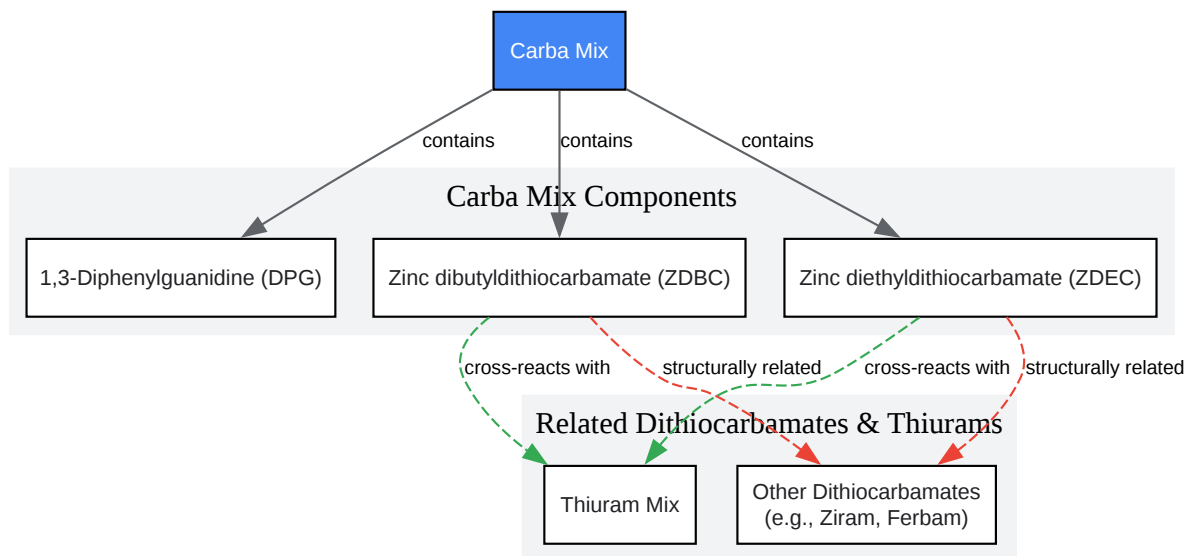 Carba Mix
contains
contains
contains
Carba Mix Components
1,3-Diphenylguanidine (DPG)
Zinc dibutyldithiocarbamate (ZDBC)
Zinc diethyldithiocarbamate (ZDEC)
cross-reacts with
structurally related
cross-reacts with
structurally related
Related Dithiocarbamates & Thiurams
Thiuram Mix
Other Dithiocarbamates
(e.g., Ziram, Ferbam)